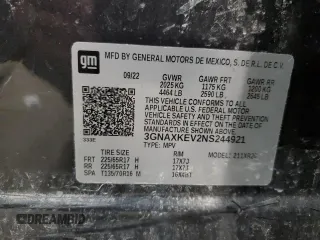 gm
MFD BY GENERAL MOTORS DE MEXICO, S. DE R.L. DE C.V.
09/22 GVWR GAWR FRT GAWR RR
2025 KG 1175 KG
4464 LB 2590 LB
THIS VEHICLE CONFORMS TO ALL APPLICABLE
U.S. FEDERAL MOTOR VEHICLE SAFETY,
BUMPER, AND THEFT PREVENTION STANDARDS
IN EFFECT ON THE DATE OF MANUFACTURE
SHOWN ABOVE.
3GNAXKEV2NS244921
TYPE: MPV MODEL:
TIRE SIZE RIM
FRT 225/65R17 H 17X7J
RR 225/65R17 H 17X7J
SPA T135/70R16 M
DREAMBID